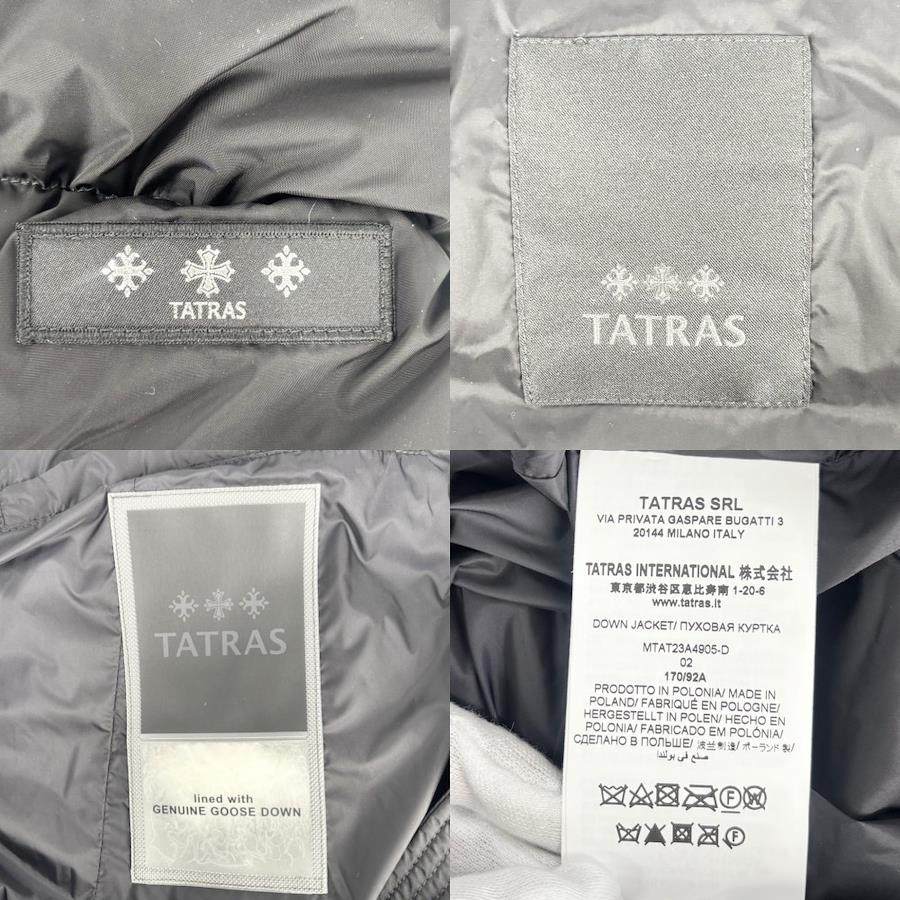 TATRAS
TATRAS
TATRAS
lined with
GENUINE GOOSE DOWN
TATRAS SRL
VIA PRIVATA GASPARE BUGATTI 3
20144 MILANO ITALY
TATRAS INTERNATIONAL 株式会社
東京都渋谷区恵比寿南 1-20-6
www.tatras.it
DOWN JACKET/ ПУХОВАЯ КУРТКА
MTAT23A4905-D
02
170/92A
PRODOTTO IN POLONIA/ MADE IN
POLAND/ FABRIQUÉ EN POLOGNE/
HERGESTELLT IN POLEN/ HECHO EN
POLONIA/ FABRICADO EM POLÓNIA/
СДЕЛАНО В ПОЛЬШЕ/ 波兰制造/ ポーランド製/
صنع في بولندا